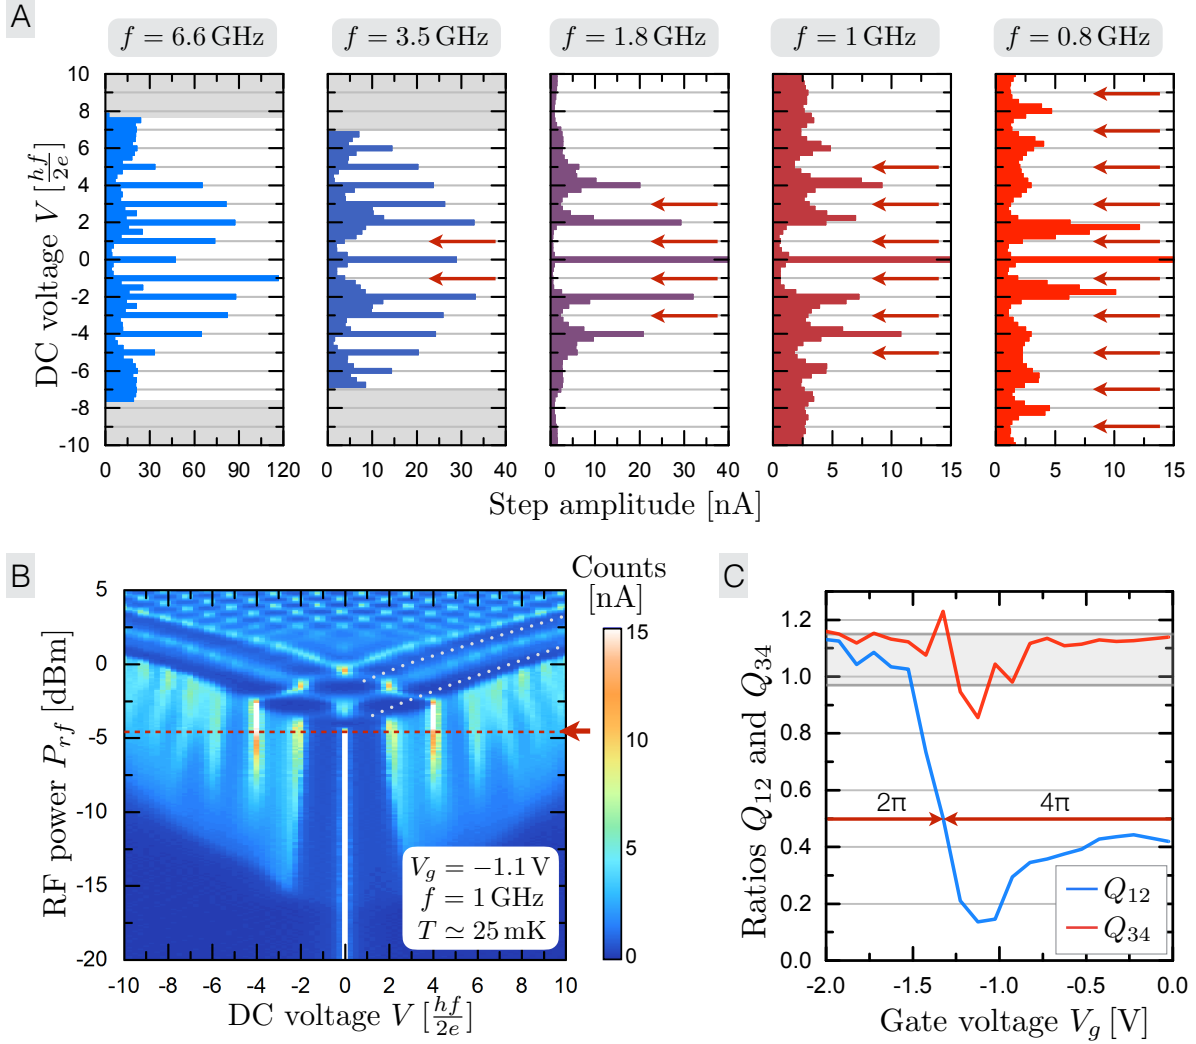 A
f = 6.6 GHz
f = 3.5 GHz
f = 1.8 GHz
f = 1 GHz
f = 0.8 GHz
DC voltage V [hf/2e]
10
8
6
4
2
0
-2
-4
-6
-8
-10
0 30 60 90 120
0 10 20 30 40
0 10 20 30 40
0 5 10 15
0 5 10 15
Step amplitude [nA]
B
RF power P_rf [dBm]
5
0
-5
-10
-15
-20
-10 -8 -6 -4 -2 0 2 4 6 8 10
DC voltage V [hf/2e]
V_g = −1.1 V
f = 1 GHz
T ≃ 25 mK
Counts
[nA]
15
10
5
0
C
Ratios Q₁₂ and Q₃₄
1.2
1.0
0.8
0.6
0.4
0.2
0.0
2π
4π
Q₁₂
Q₃₄
-2.0 -1.5 -1.0 -0.5 0.0
Gate voltage V_g [V]